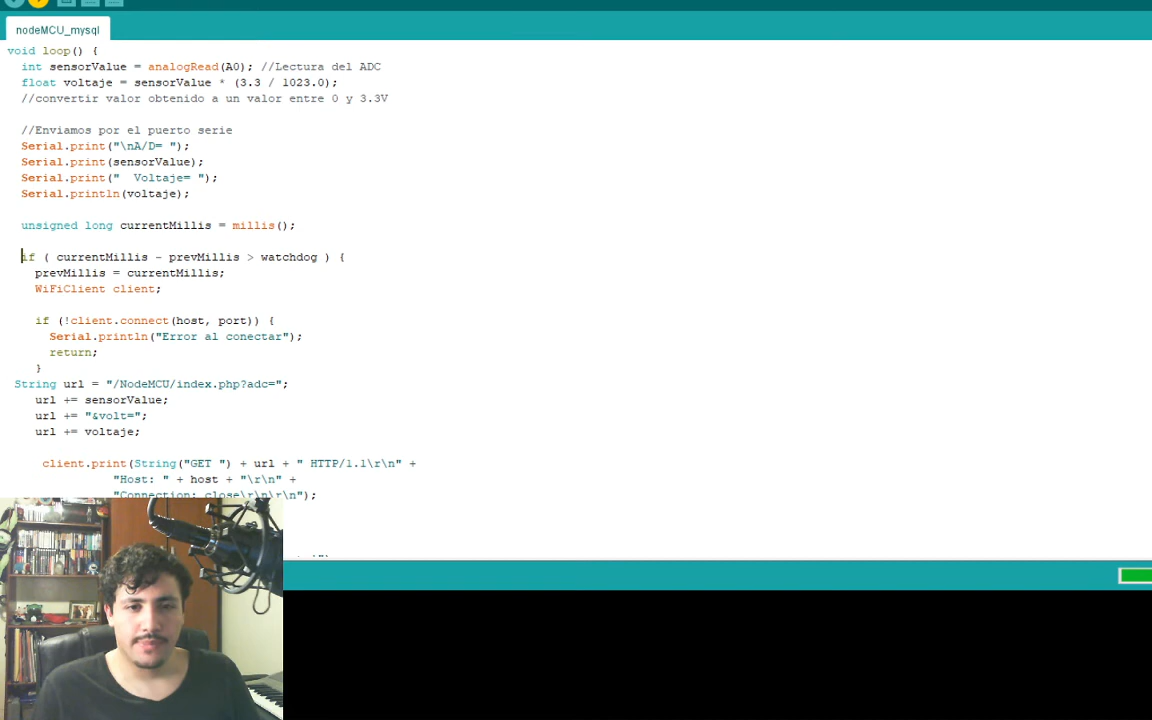 nodeMCU_mysql
void loop() {
int sensorValue = analogRead(A0); //Lectura del ADC
float voltaje = sensorValue * (3.3 / 1023.0);
//convertir valor obtenido a un valor entre 0 y 3.3V
//Enviamos por el puerto serie
Serial.print("\nA/D= ");
Serial.print(sensorValue);
Serial.print("  Voltaje= ");
Serial.println(voltaje);
unsigned long currentMillis = millis();
if ( currentMillis - prevMillis > watchdog ) {
prevMillis = currentMillis;
WiFiClient client;
if (!client.connect(host, port)) {
Serial.println("Error al conectar");
return;
}
String url = "/NodeMCU/index.php?adc=";
url += sensorValue;
url += "&volt=";
url += voltaje;
client.print(String("GET ") + url + " HTTP/1.1\r\n" +
"Host: " + host + "\r\n" +
"Connection: close\r\n\r\n");